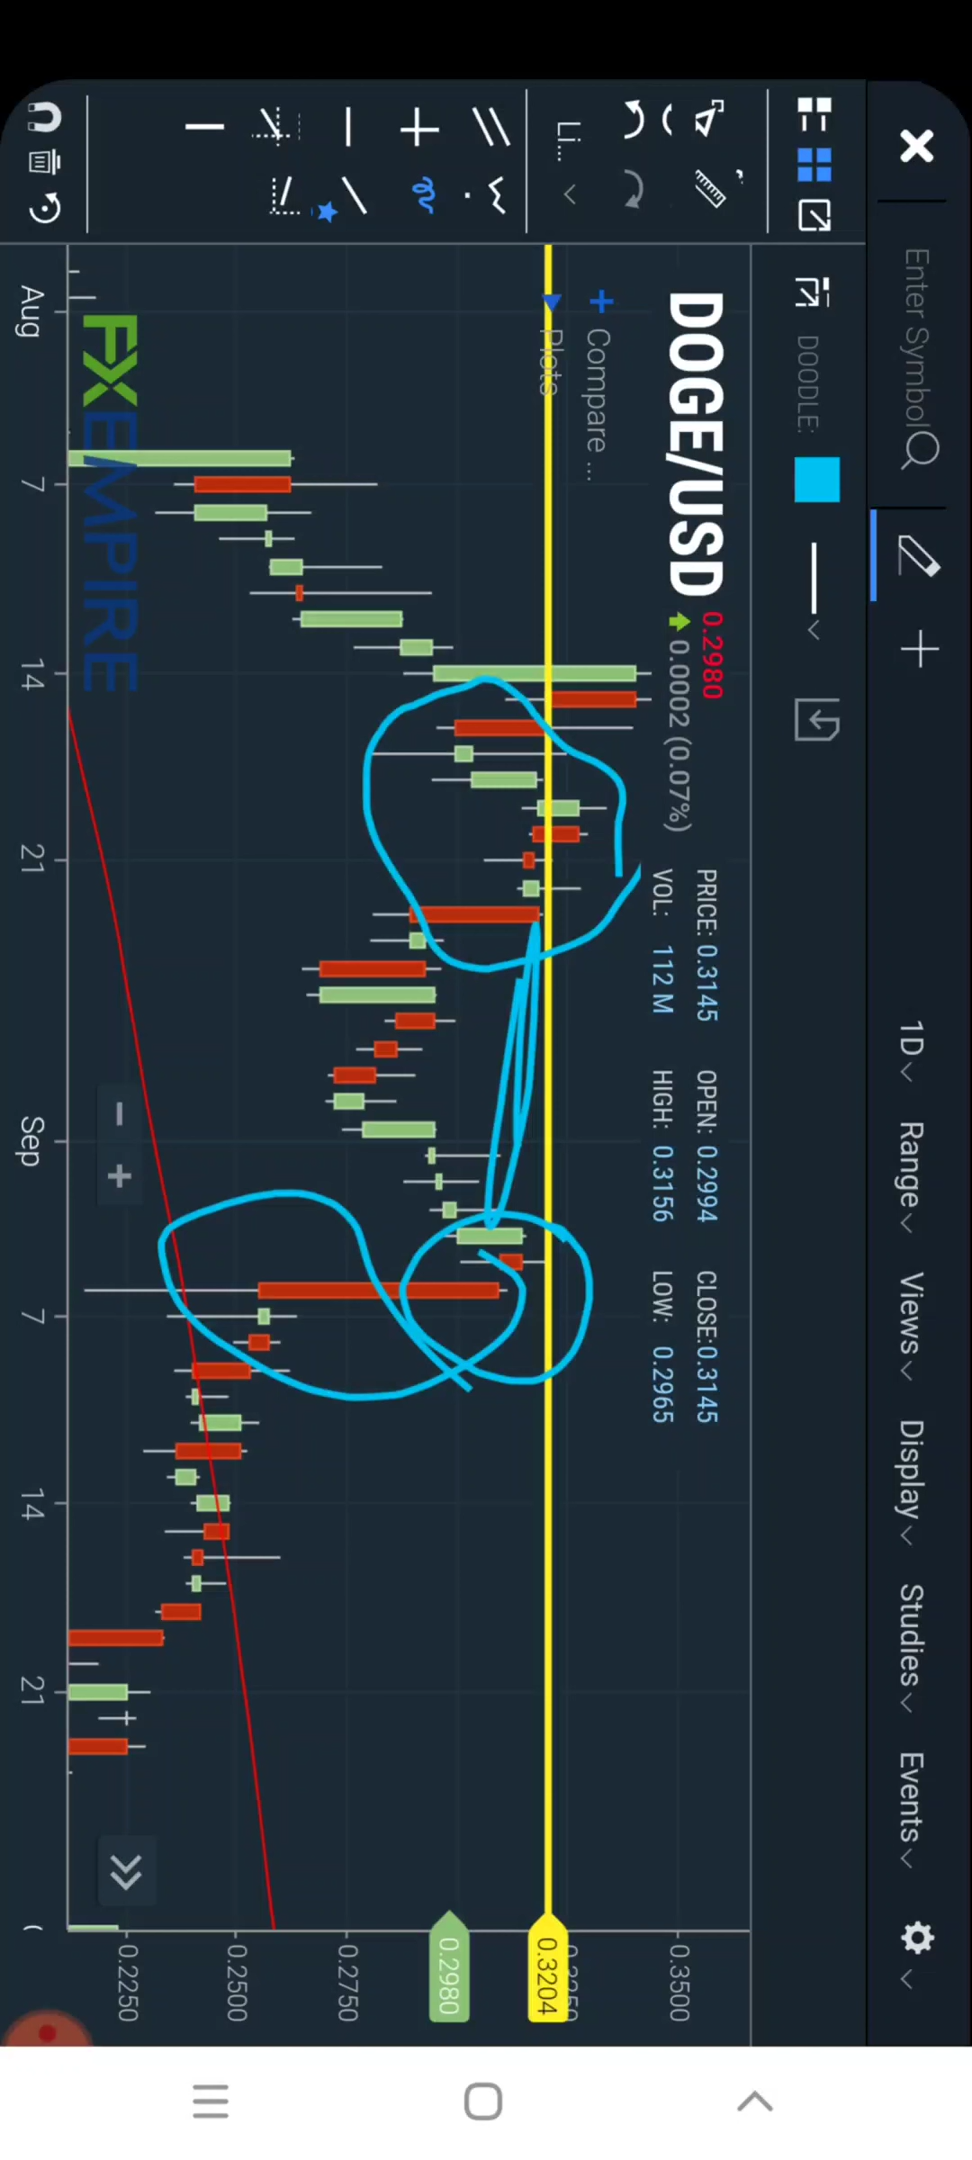 Enter Symbol
1D
Range
Views
Display
Studies
Events
DOODLE:
DOGE/USD
0.2980
0.0002 (0.07%)
PRICE: 0.3145 OPEN: 0.2994 CLOSE:0.3145
VOL: 112 M HIGH: 0.3156 LOW: 0.2965
Li...
+ Compare ...
Plots
0.3500
0.3204
0.2980
0.2750
0.2500
0.2250
FXEMPIRE
Aug 7 14 21 Sep 7 14 21